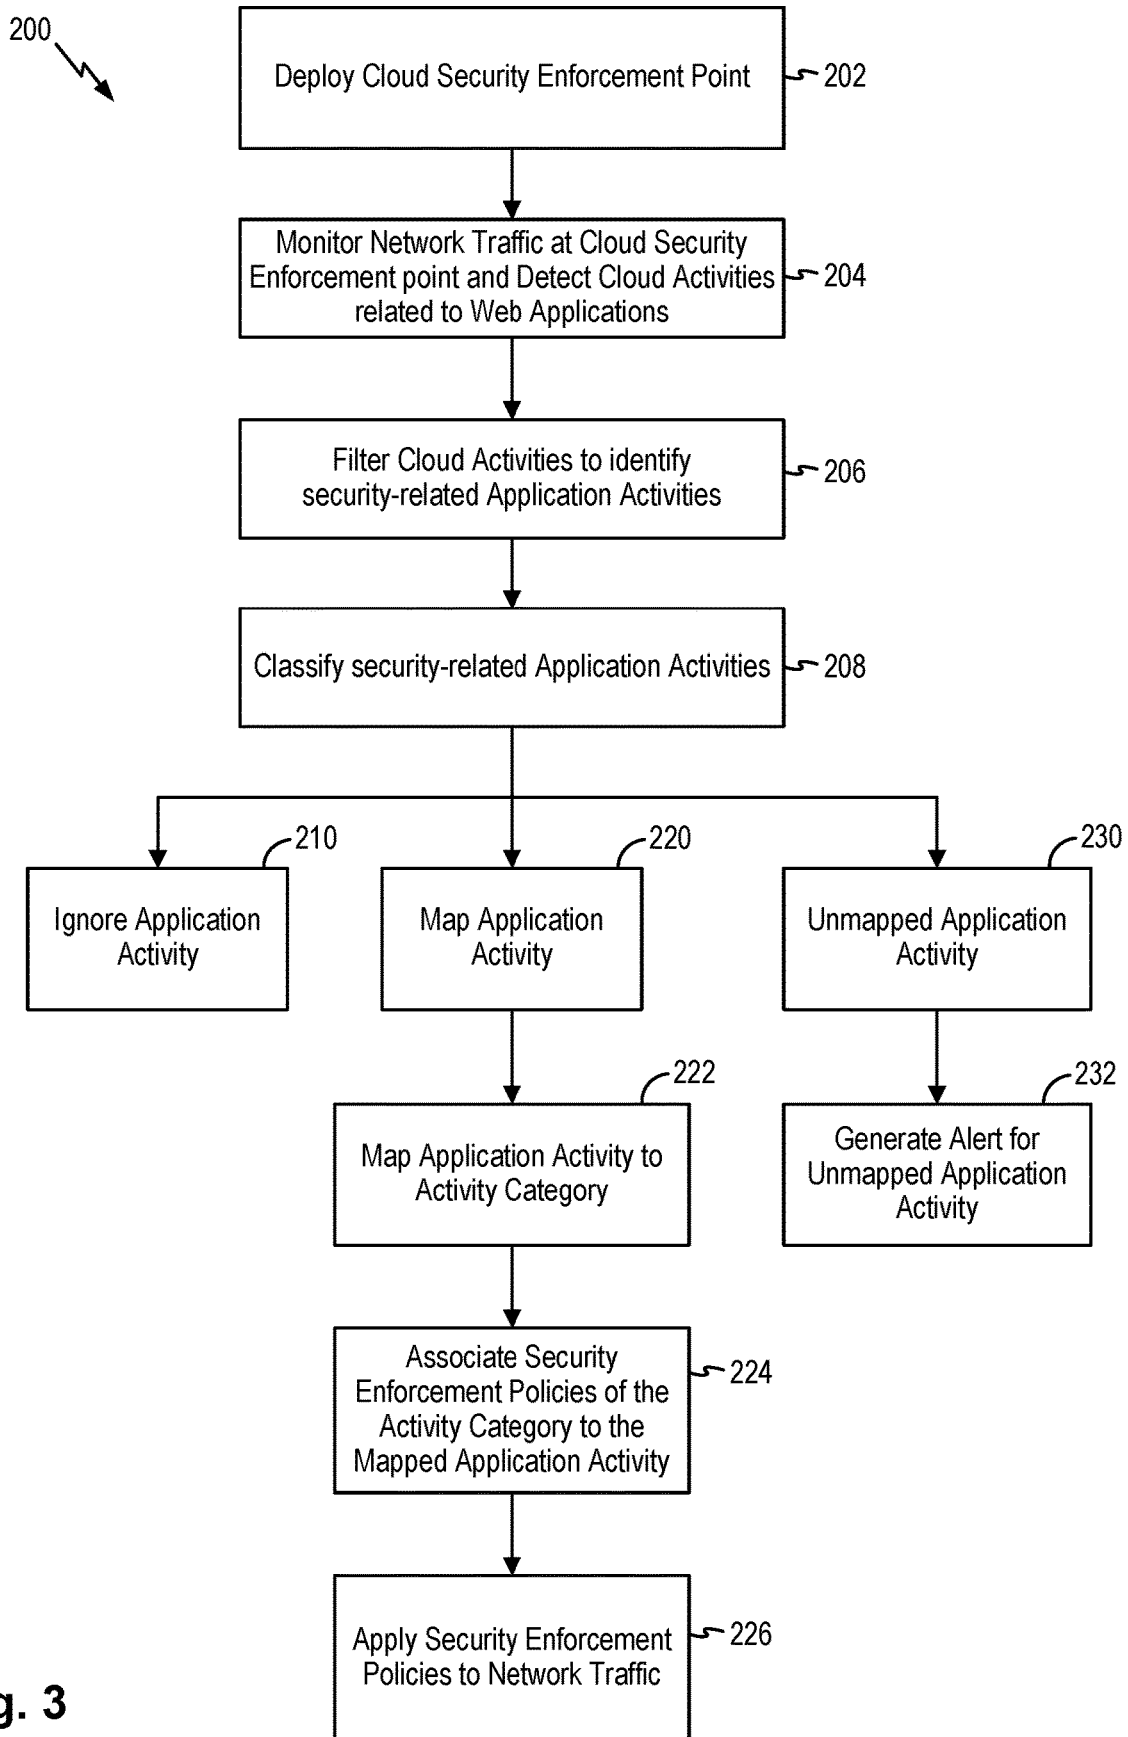 200
Deploy Cloud Security Enforcement Point
202
Monitor Network Traffic at Cloud Security
Enforcement point and Detect Cloud Activities
related to Web Applications
204
Filter Cloud Activities to identify
security-related Application Activities
206
Classify security-related Application Activities
208
210
Ignore Application
Activity
220
Map Application
Activity
230
Unmapped Application
Activity
222
Map Application Activity to
Activity Category
232
Generate Alert for
Unmapped Application
Activity
Associate Security
Enforcement Policies of the
Activity Category to the
Mapped Application Activity
224
Apply Security Enforcement
Policies to Network Traffic
226
g. 3